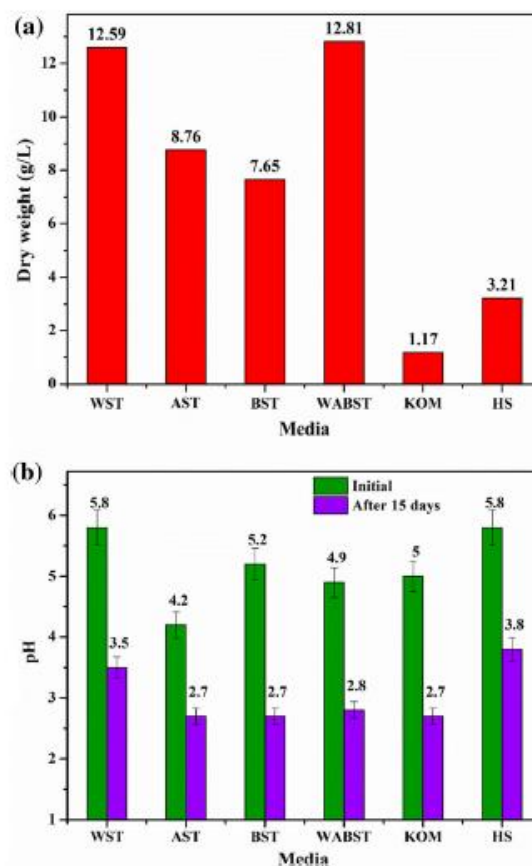 (a)
12.59
12.81
8.76
7.65
1.17
3.21
12
10
8
6
4
2
0
Dry weight (g/L)
WST AST BST WABST KOM HS
Media
(b)
Initial
After 15 days
5.8 4.2 5.2 4.9 5 5.8
3.5 2.7 2.7 2.8 2.7 3.8
6
5
4
3
2
1
pH
WST AST BST WABST KOM HS
Media